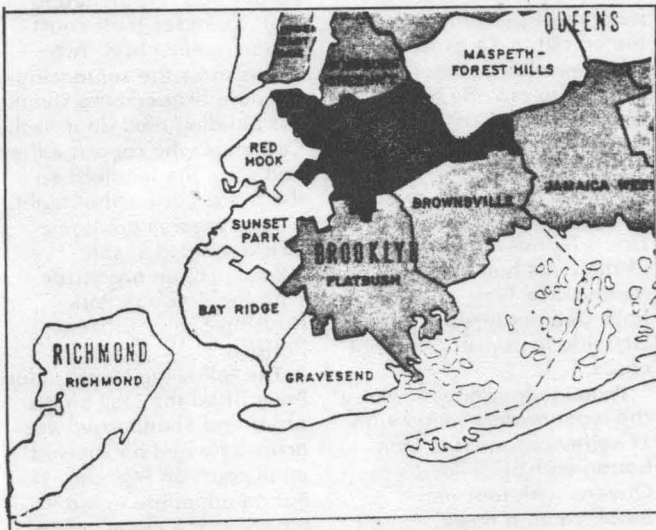 QUEENS
MASPETH-
FOREST HILLS
RED
HOOK
JAMAICA WEST
BROWNSVILLE
SUNSET
PARK
BROOKLYN
FLATBUSH
BAY RIDGE
RICHMOND
RICHMOND
GRAVESEND